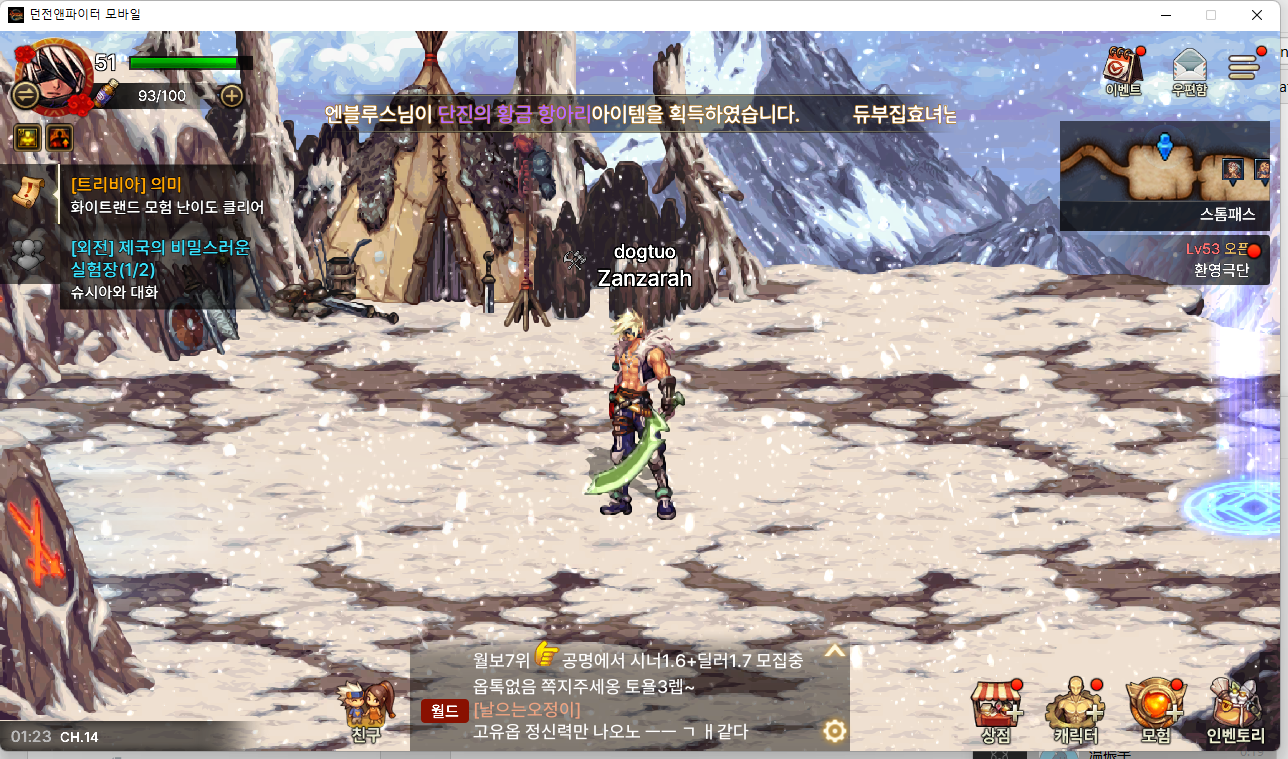 던전앤파이터 모바일
51
93/100
이벤트
우편함
엔블루스님이 단진의 황금 항아리아이템을 획득하였습니다. 두부집효녀는
[트리비아] 의미
화이트랜드 모험 난이도 클리어
[외전] 제국의 비밀스러운
실험장(1/2)
슈시아와 대화
스톰패스
Lv53 오픈
환영극단
dogtuo
Zanzarah
월보7위 👉 공명에서 시너1.6+딜러1.7 모집중
옵톡없음 쪽지주세용 토욜3렙~
월드 [날으는오정이]
고유옵 정신력만 나오노 ㅡㅡ ㄱㅐ같다
친구
상점
캐릭터
모험
인벤토리
01:23 CH.14